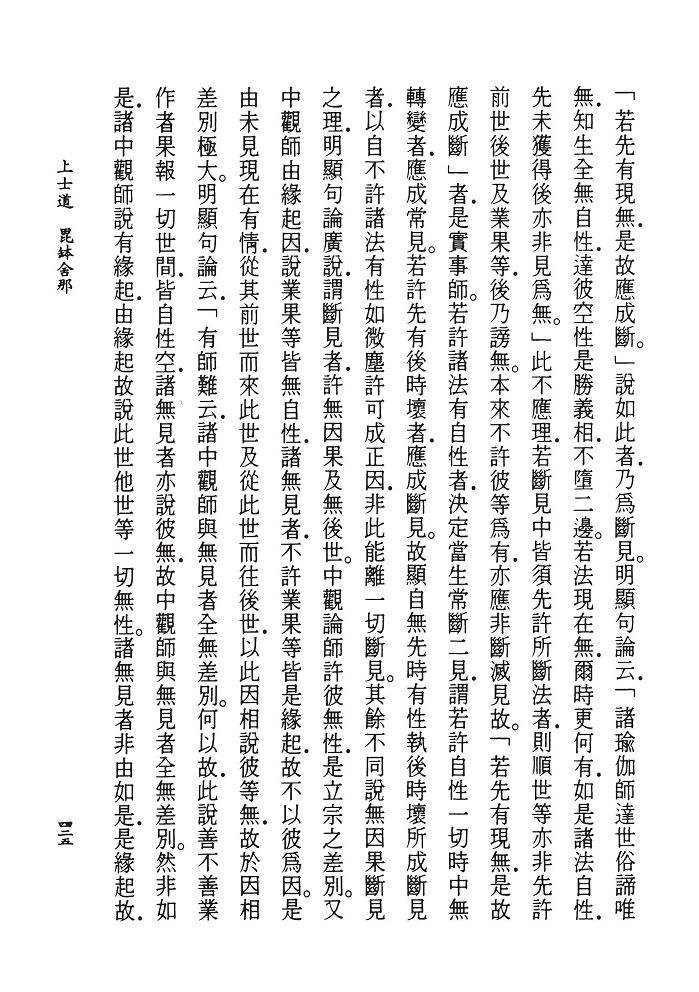 「若先有現無．是故應成斷。」說如此者．乃爲斷見。明顯句論云．「諸瑜伽師達世俗諦唯
無．知生全無自性．達彼空性是勝義相．不墮二邊。若法現在無．爾時更何有．如是諸法自性．
先未獲得後亦非見爲無。」此不應理．若斷見中皆須先許所斷法者．則順世等亦非先許
前世後世及業果等．後乃謗無。本來不許彼等爲有．亦應非斷滅見故。「若先有現無．是故
應成斷」者．是實事師。若許諸法有自性者．決定當生常斷二見．謂若許自性一切時中無
轉變者．應成常見。若許先有後時壞者．應成斷見。故顯自無先時有性執後時壞所成斷見
者．以自不許諸法有性如微塵許可成正因．非此能離一切斷見。其餘不同說無因果斷見
之理．明顯句論廣說．謂斷見者．許無因果及無後世。中觀論師許彼無性．是立宗之差別。又
中觀師由緣起因．說業果等皆無自性．諸無見者．不許業果等皆是緣起．故不以彼爲因。是
由未見現在有情．從其前世而來此世及從此世而往後世．以此因相說彼等無．故於因相
差別極大。明顯句論云．「有師難云．諸中觀師與無見者全無差別。何以故．此說善不善業
作者果報一切世間．皆自性空．諸無見者亦說彼無．故中觀師與無見者全無差別。然非如
是．諸中觀師說有緣起．由緣起故說此世他世等一切無性。諸無見者非由如是．是緣起故．
上士道　毘鉢舍那
四二五